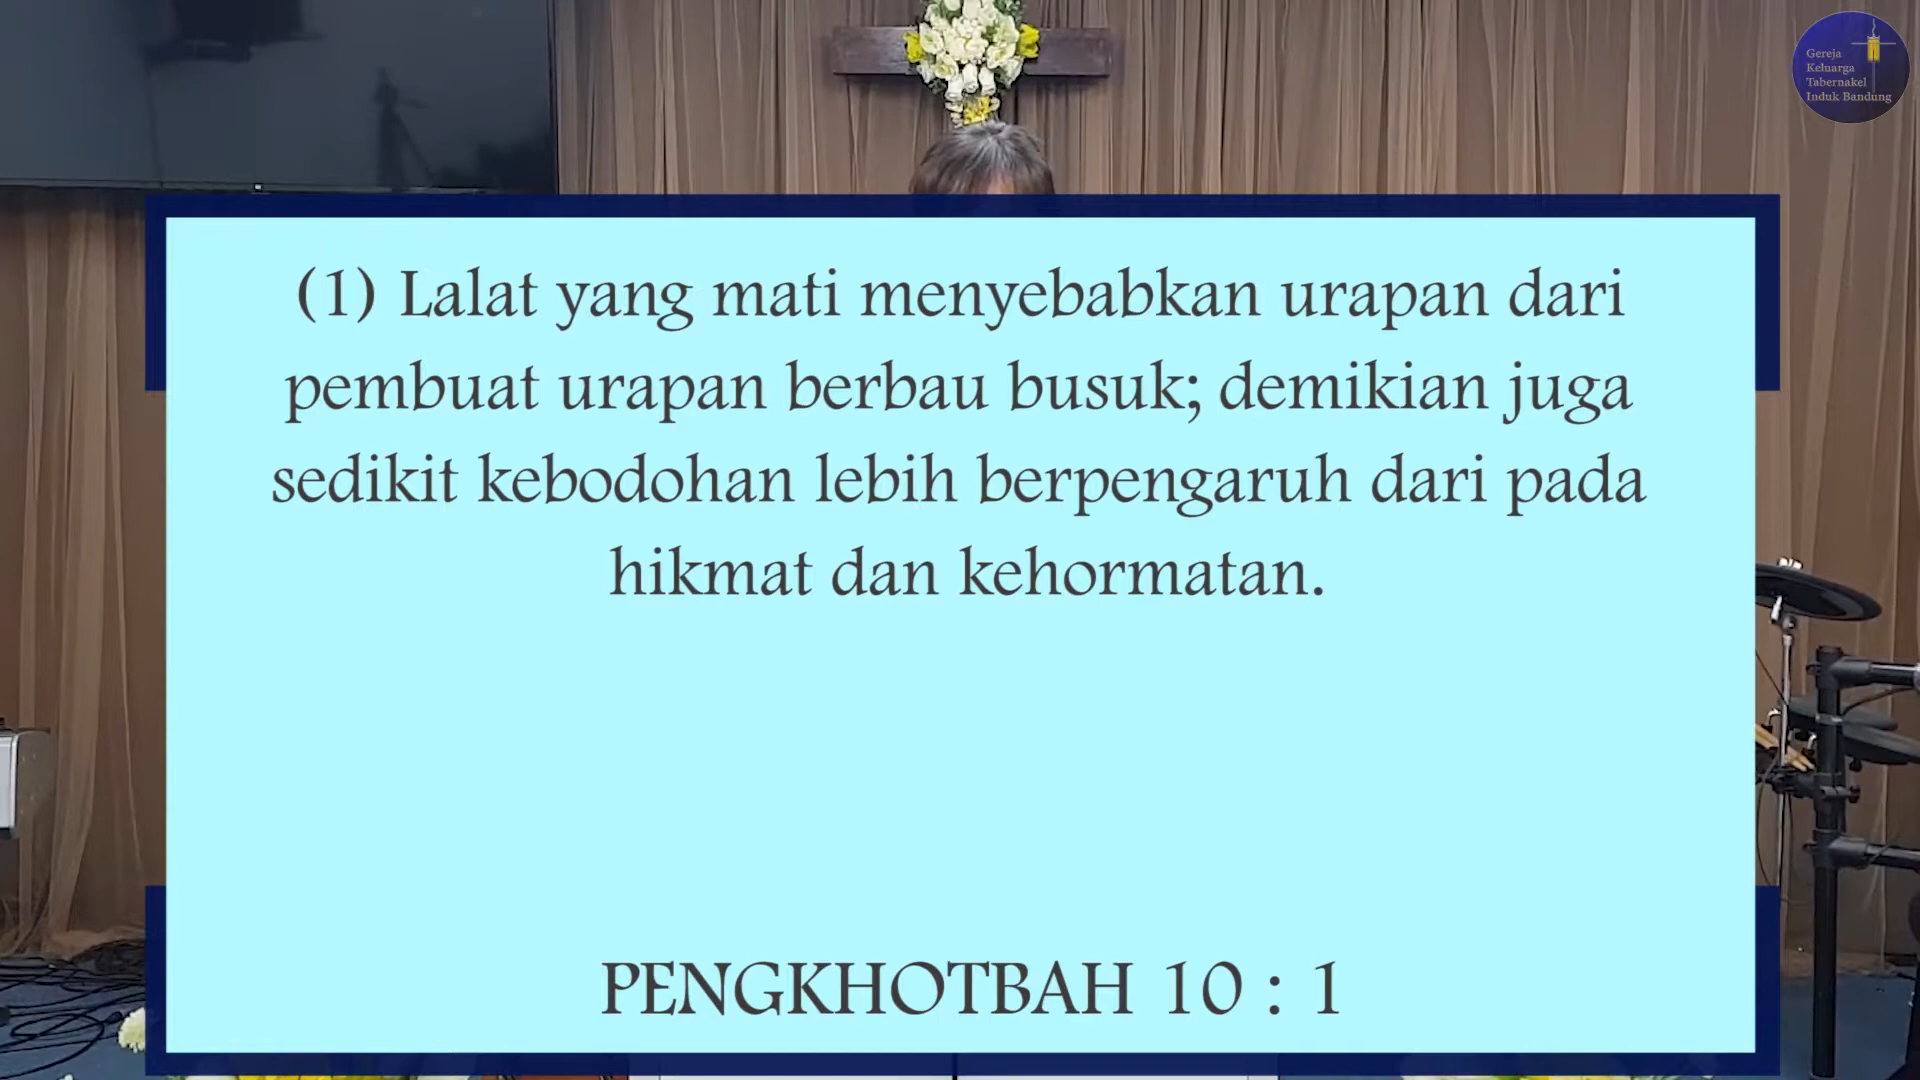 Gereja
Keluarga
Tabernakel
Induk Bandung
(1) Lalat yang mati menyebabkan urapan dari
pembuat urapan berbau busuk; demikian juga
sedikit kebodohan lebih berpengaruh dari pada
hikmat dan kehormatan.
PENGKHOTBAH 10 : 1